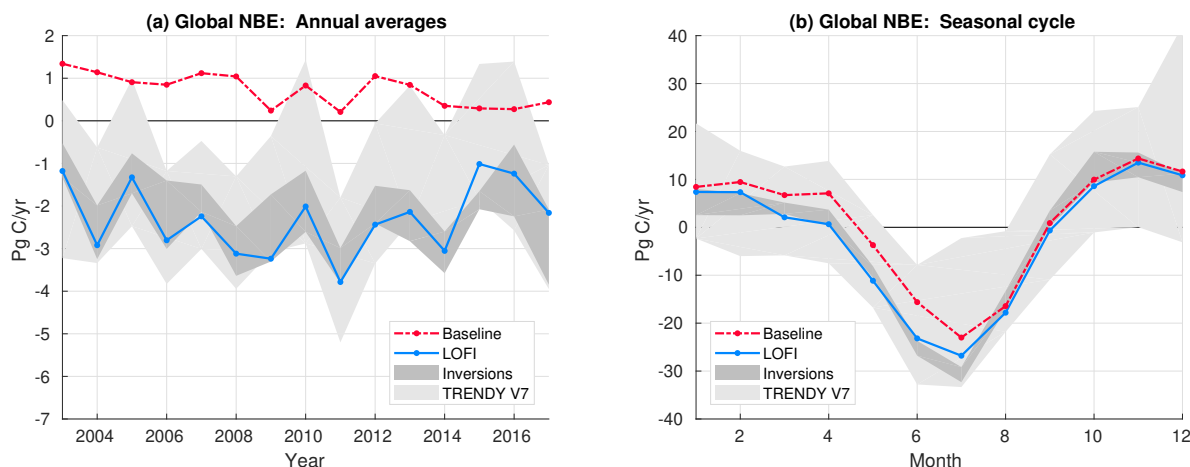 (a) Global NBE: Annual averages
2
1
0
-1
-2
-3
-4
-5
-6
-7
Pg C/yr
2004 2006 2008 2010 2012 2014 2016
Year
Baseline
LOFI
Inversions
TRENDY V7
(b) Global NBE: Seasonal cycle
40
30
20
10
0
-10
-20
-30
-40
Pg C/yr
2 4 6 8 10 12
Month
Baseline
LOFI
Inversions
TRENDY V7